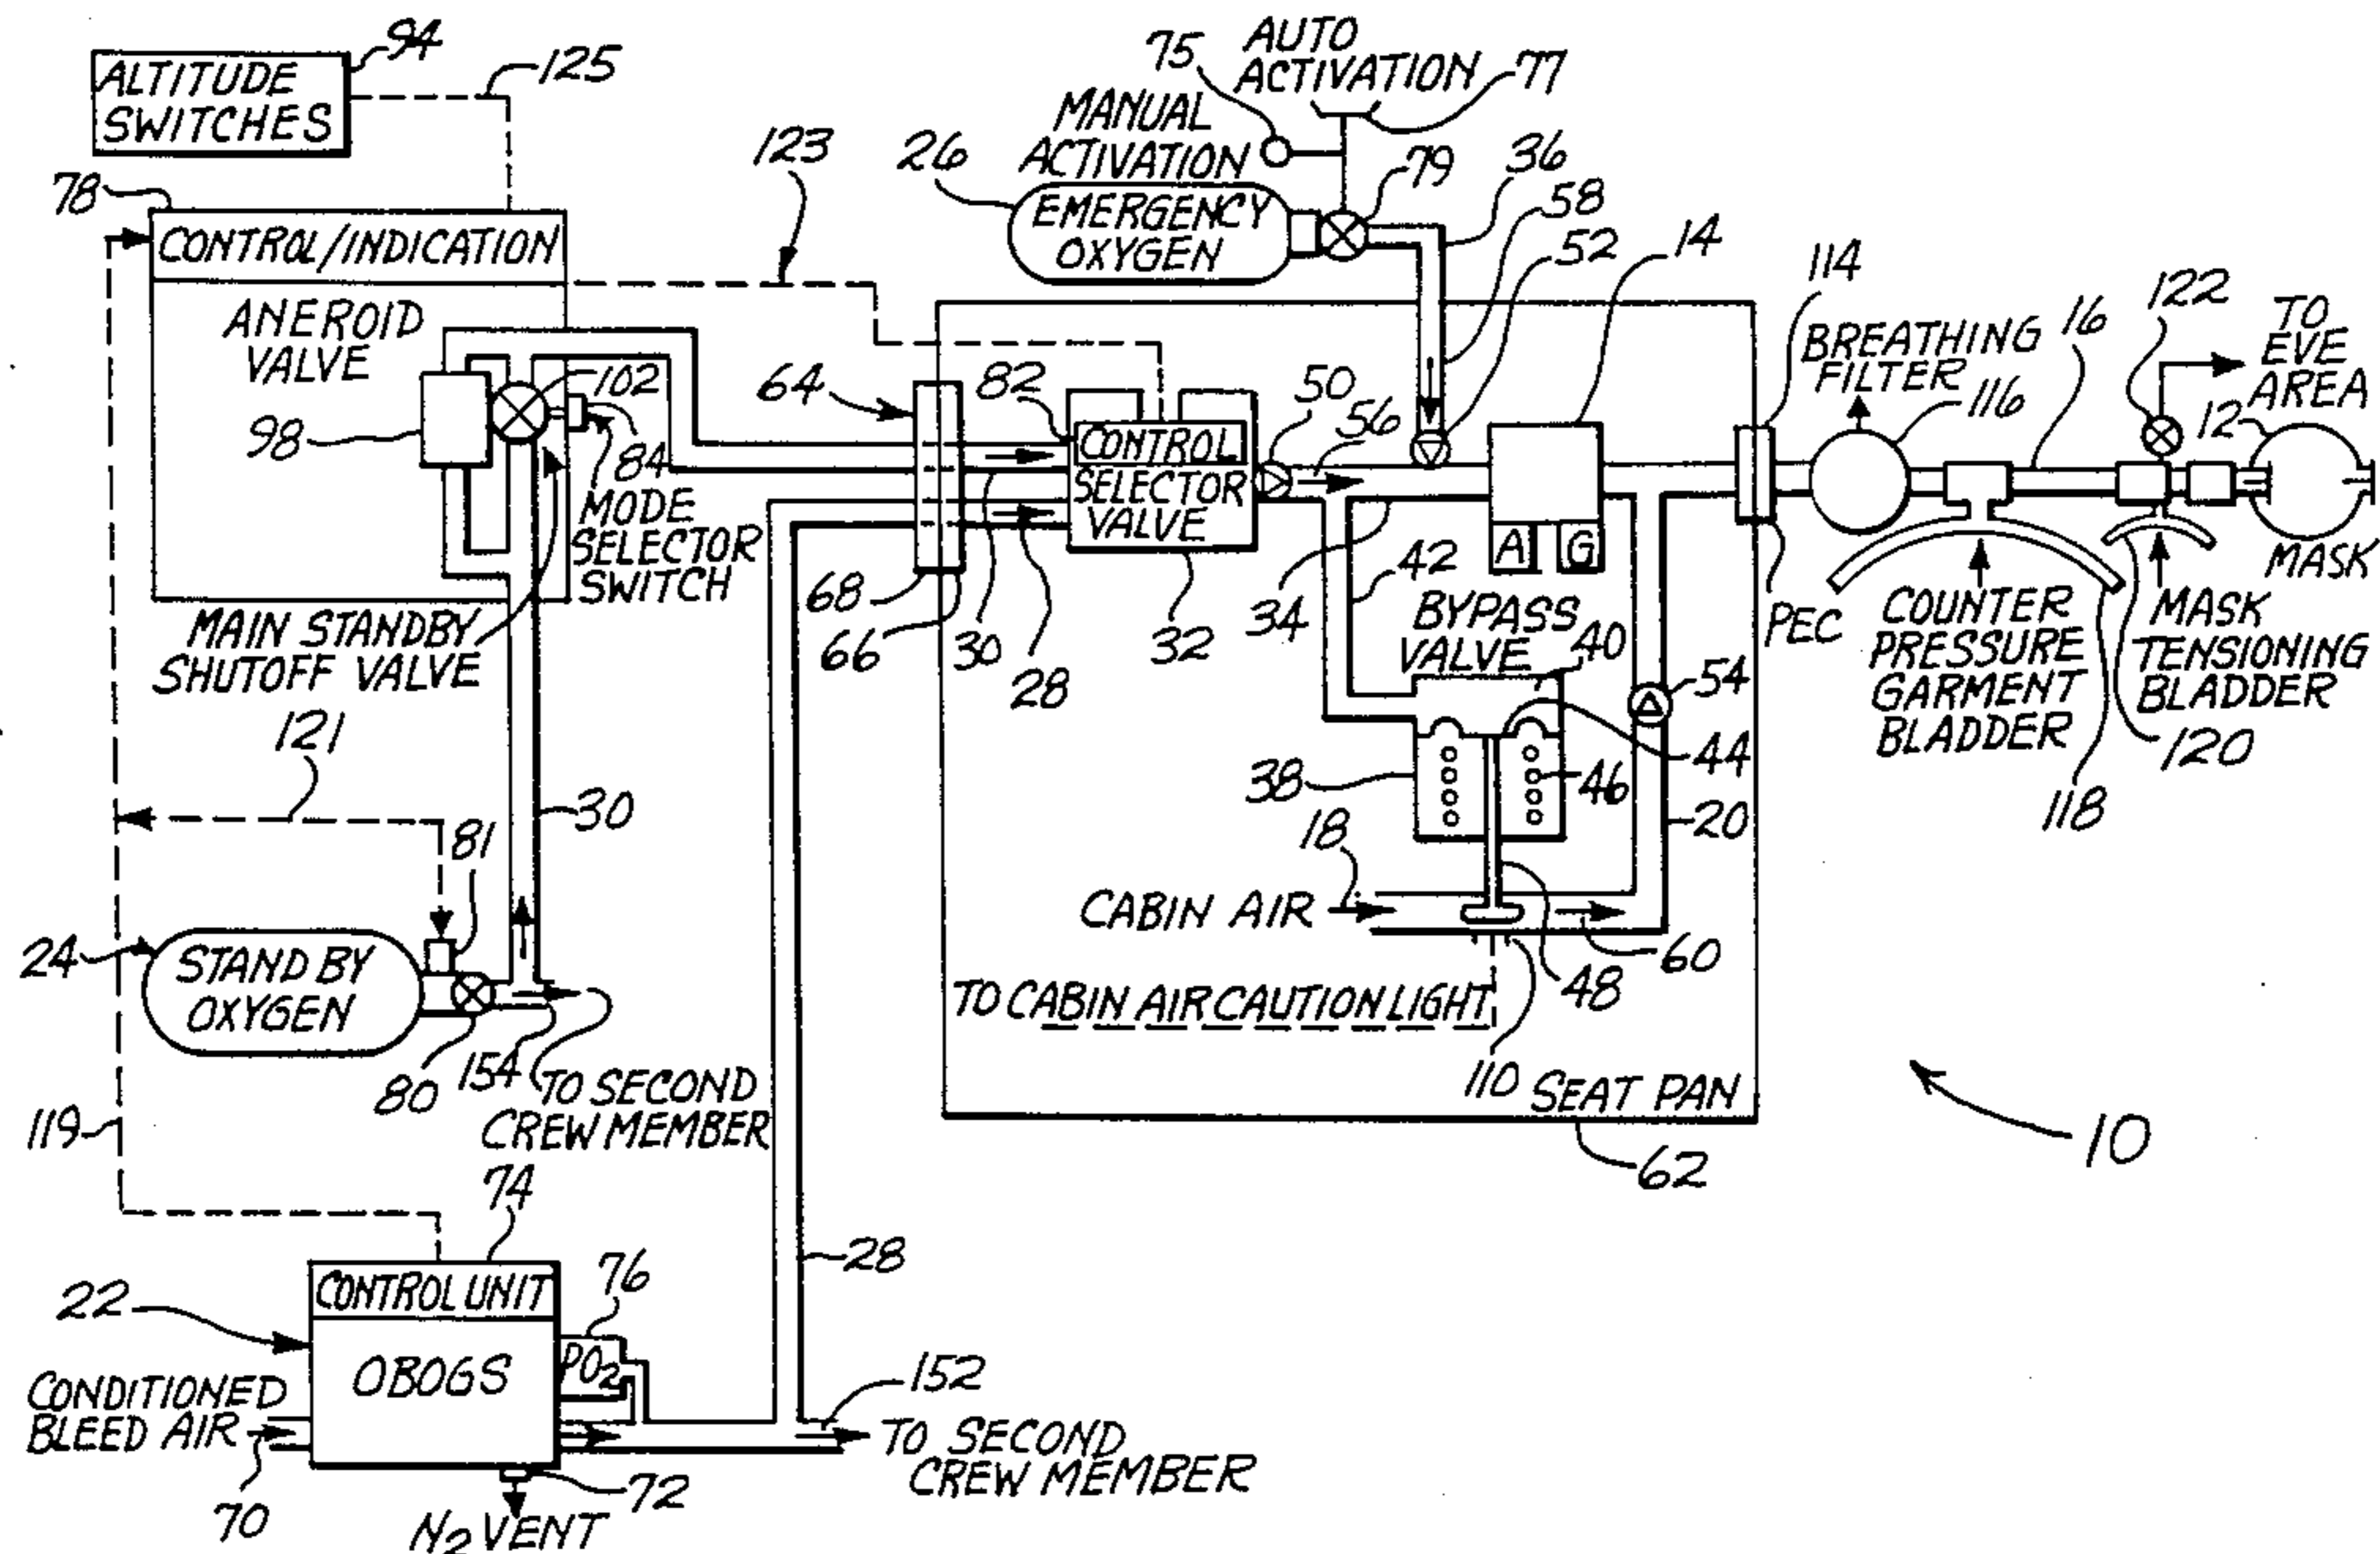 94
ALTITUDE
SWITCHES
125
78
CONTROL/INDICATION
ANEROID
VALVE
102
98
84
MODE
SELECTOR
SWITCH
MAIN STANDBY
SHUTOFF VALVE
121
30
81
24
STAND BY
OXYGEN
80
154
TO SECOND
CREW MEMBER
119
74
CONTROL UNIT
22
76
PO2
OBOGS
CONDITIONED
BLEED AIR
70
72
N2 VENT
28
152
TO SECOND
CREW MEMBER
123
75
AUTO
ACTIVATION
77
MANUAL
ACTIVATION
26
EMERGENCY
OXYGEN
79
36
58
52
14
114
64
82
CONTROL
SELECTOR
VALVE
50
56
68
66
30
28
32
34
42
A
G
BYPASS
VALVE
40
54
44
38
46
18
20
CABIN AIR
48
60
TO CABIN AIR CAUTION LIGHT
110
SEAT PAN
62
PEC
BREATHING
FILTER
116
16
122
TO
EVE
AREA
12
MASK
COUNTER
PRESSURE
GARMENT
BLADDER
118
MASK
TENSIONING
BLADDER
120
10